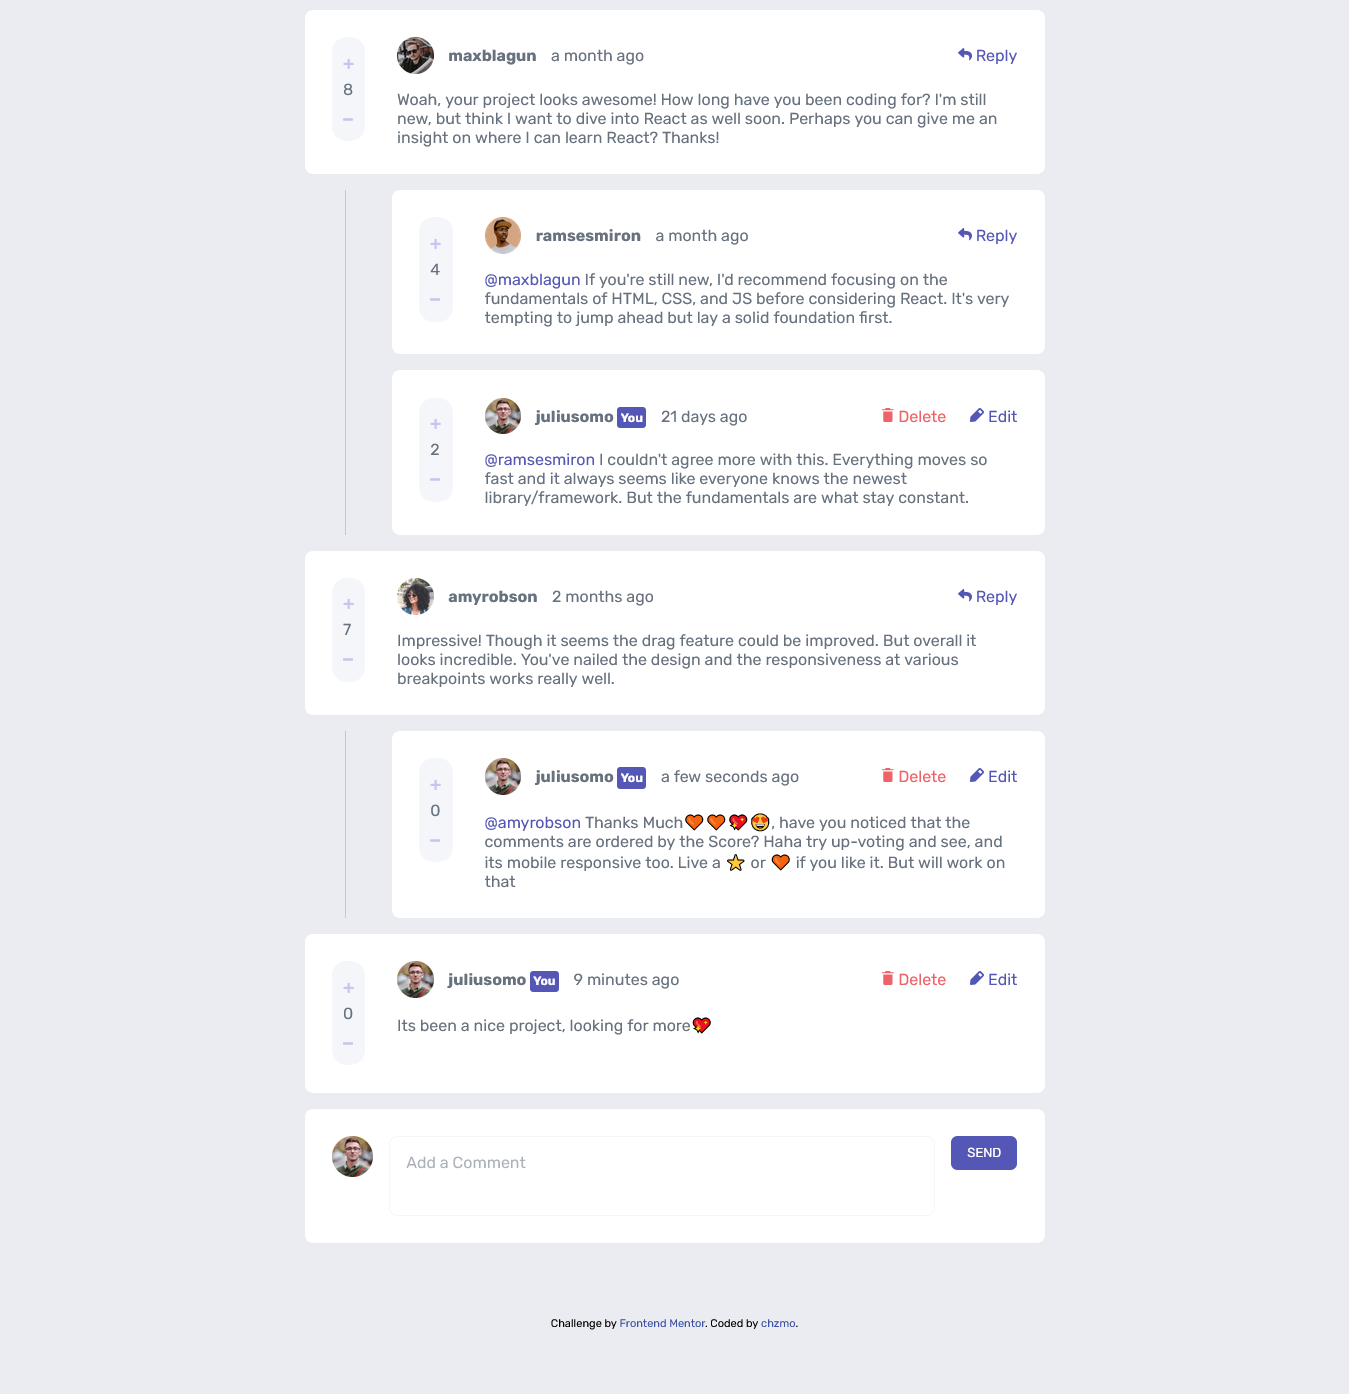 maxblagun a month ago Reply
+
8
−
Woah, your project looks awesome! How long have you been coding for? I'm still
new, but think I want to dive into React as well soon. Perhaps you can give me an
insight on where I can learn React? Thanks!
ramsesmiron a month ago Reply
+
4
−
@maxblagun If you're still new, I'd recommend focusing on the
fundamentals of HTML, CSS, and JS before considering React. It's very
tempting to jump ahead but lay a solid foundation first.
juliusomo You 21 days ago Delete Edit
+
2
−
@ramsesmiron I couldn't agree more with this. Everything moves so
fast and it always seems like everyone knows the newest
library/framework. But the fundamentals are what stay constant.
amyrobson 2 months ago Reply
+
7
−
Impressive! Though it seems the drag feature could be improved. But overall it
looks incredible. You've nailed the design and the responsiveness at various
breakpoints works really well.
juliusomo You a few seconds ago Delete Edit
+
0
−
@amyrobson Thanks Much🧡🧡💖😍, have you noticed that the
comments are ordered by the Score? Haha try up-voting and see, and
its mobile responsive too. Live a ⭐ or 🧡 if you like it. But will work on
that
juliusomo You 9 minutes ago Delete Edit
+
0
−
Its been a nice project, looking for more💖
Add a Comment
SEND
Challenge by Frontend Mentor. Coded by chzmo.